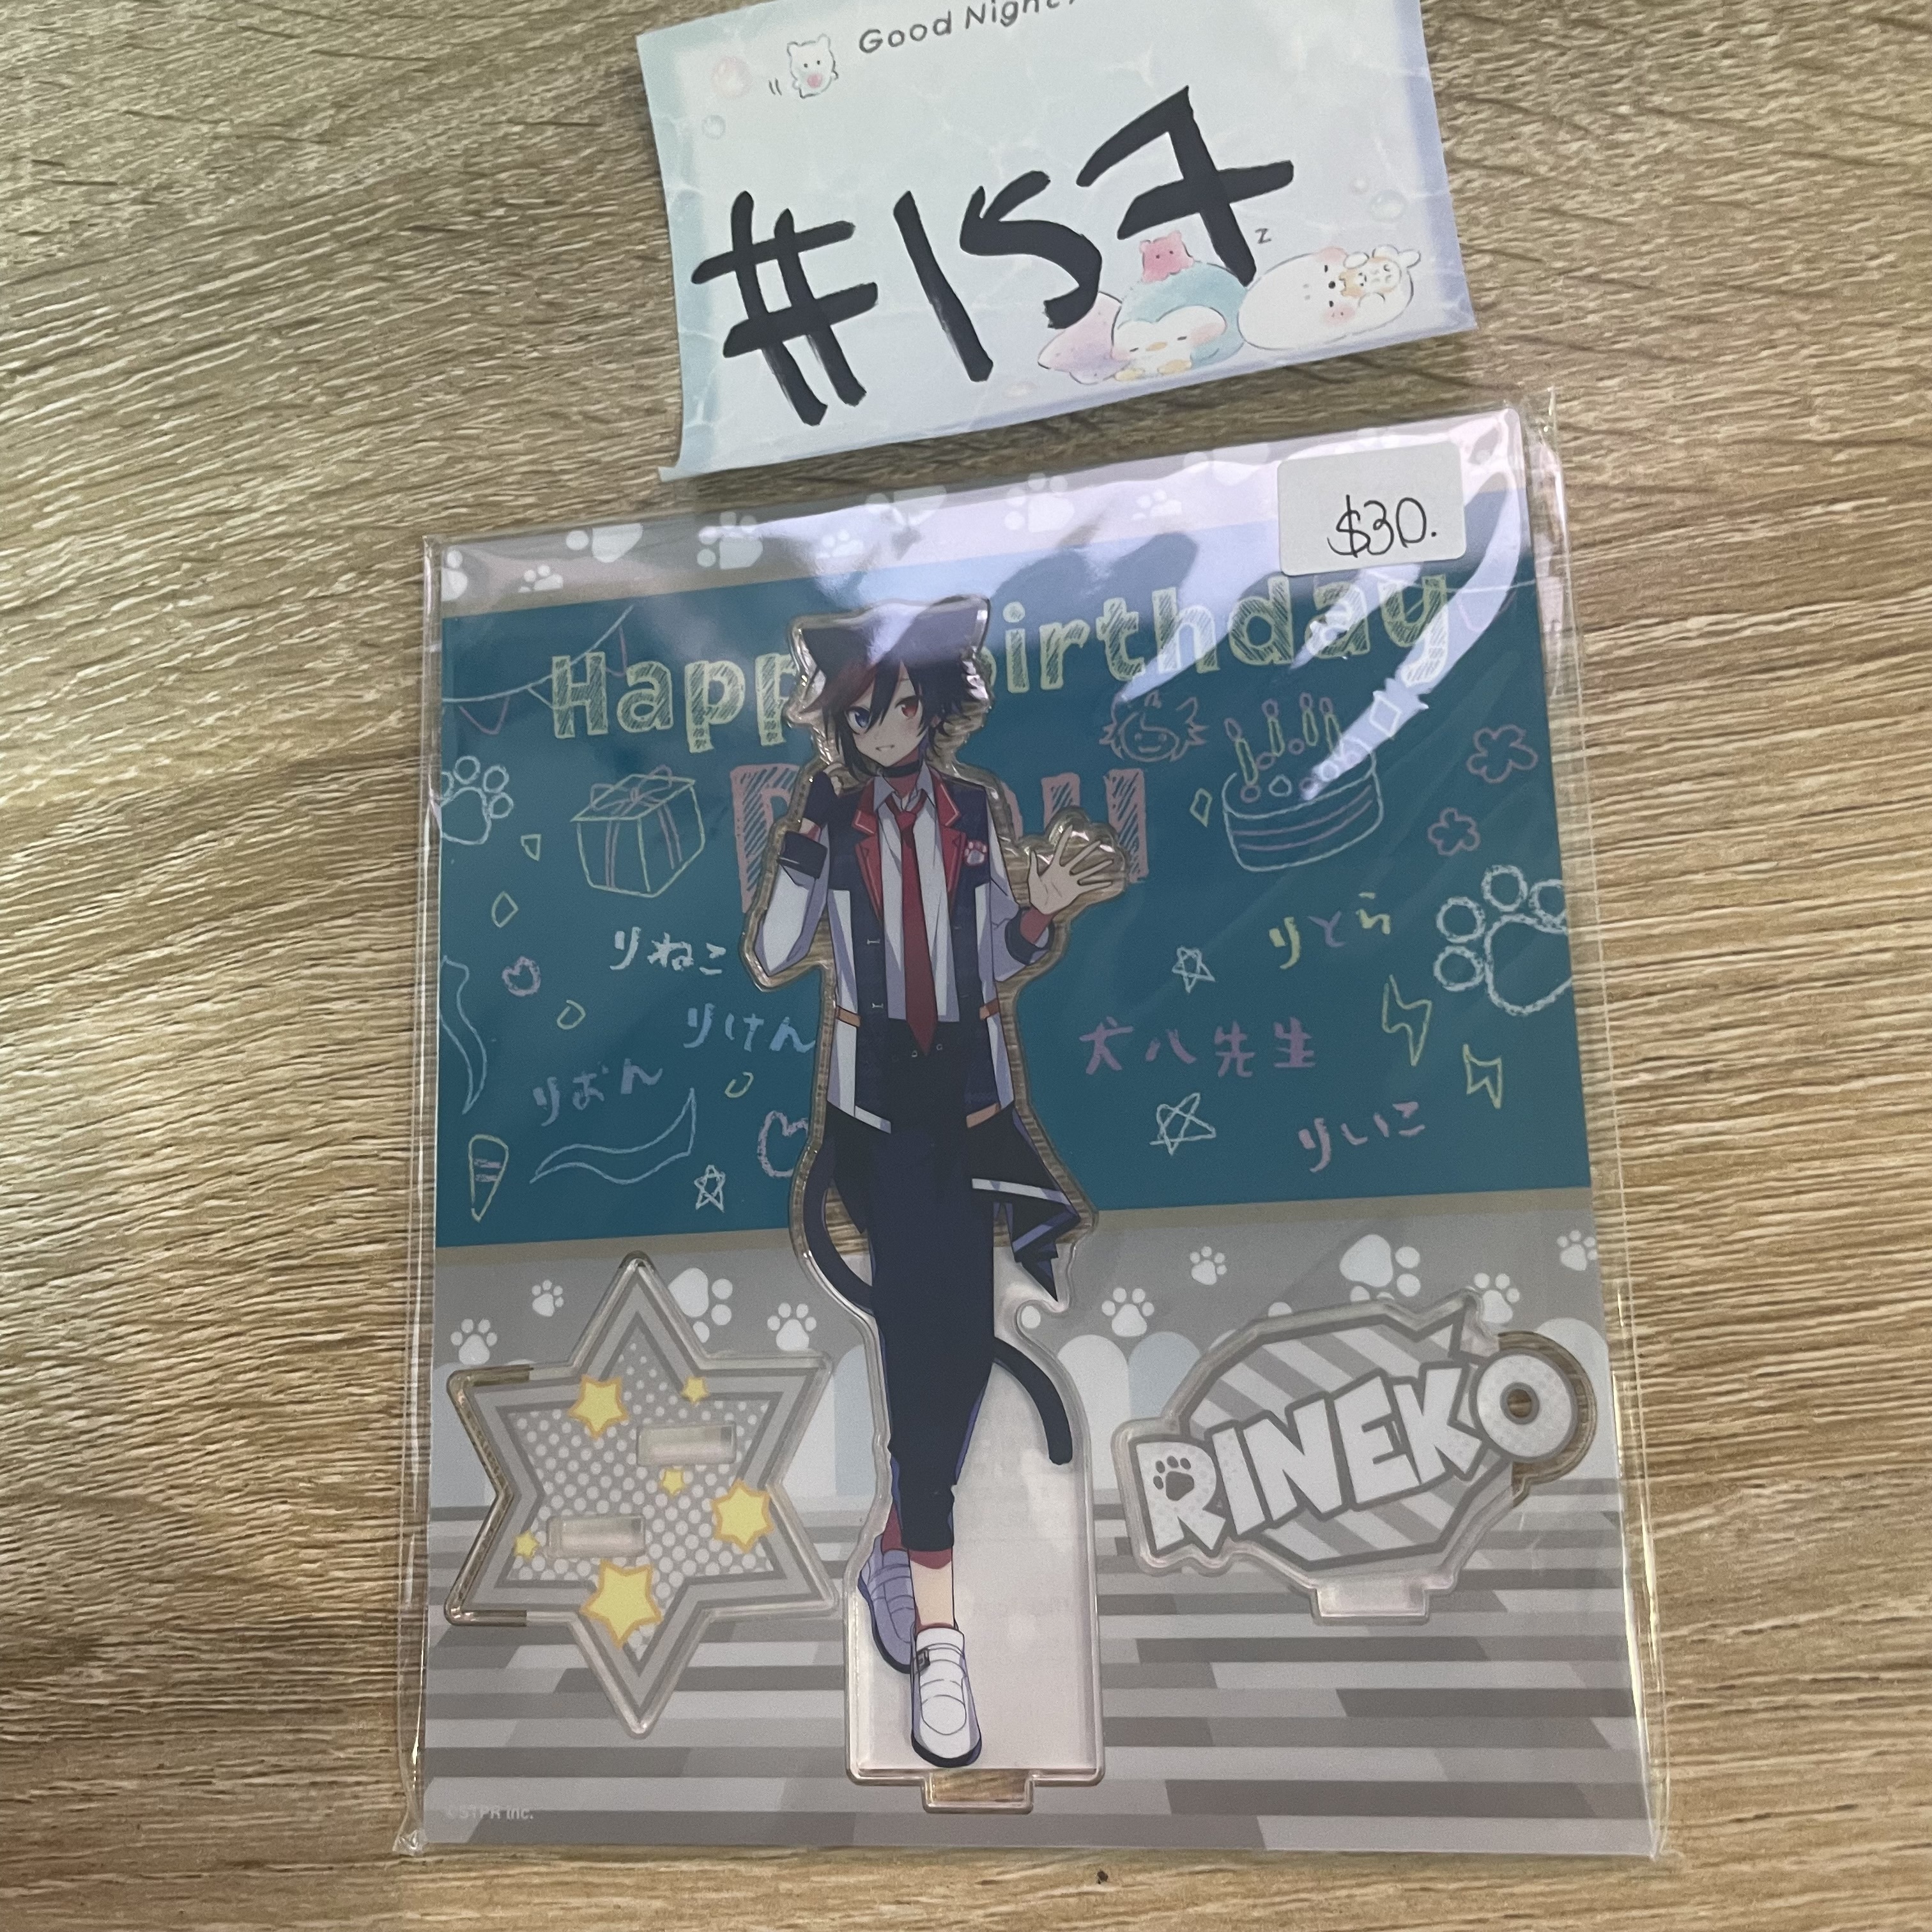 Good Night
#157
$30.
Happy Birthday
りねこ
りとら
りけん
犬八先生
りおん
りいこ
RINEKO
©STPR Inc.